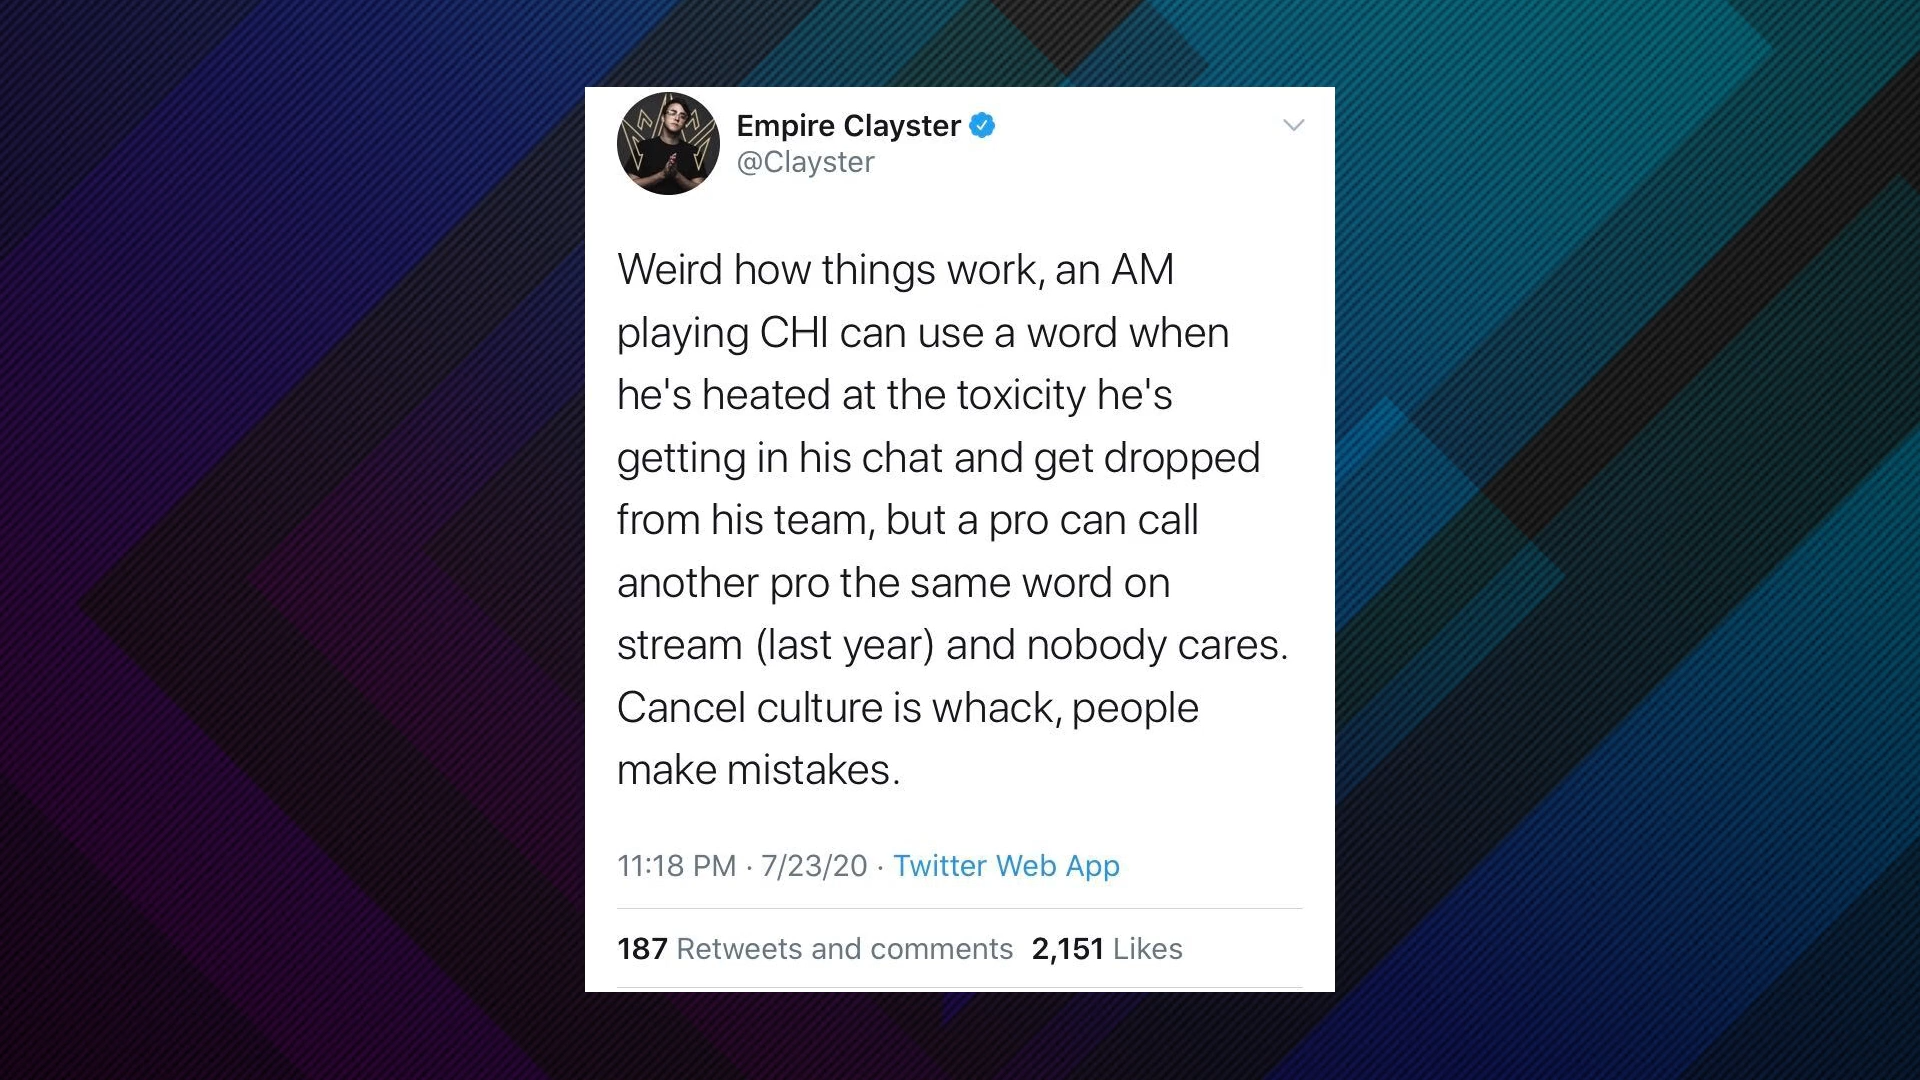 Empire Clayster
@Clayster
Weird how things work, an AM
playing CHI can use a word when
he's heated at the toxicity he's
getting in his chat and get dropped
from his team, but a pro can call
another pro the same word on
stream (last year) and nobody cares.
Cancel culture is whack, people
make mistakes.
11:18 PM · 7/23/20 · Twitter Web App
187 Retweets and comments 2,151 Likes